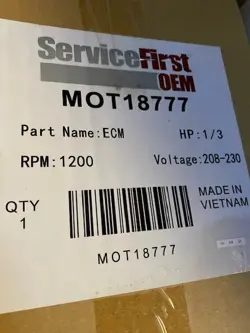 ServiceFirst
OEM
MOT18777
Part Name:ECM HP:1/3
RPM:1200 Voltage:208-230
QTY
1
MADE IN
VIETNAM
MOT18777